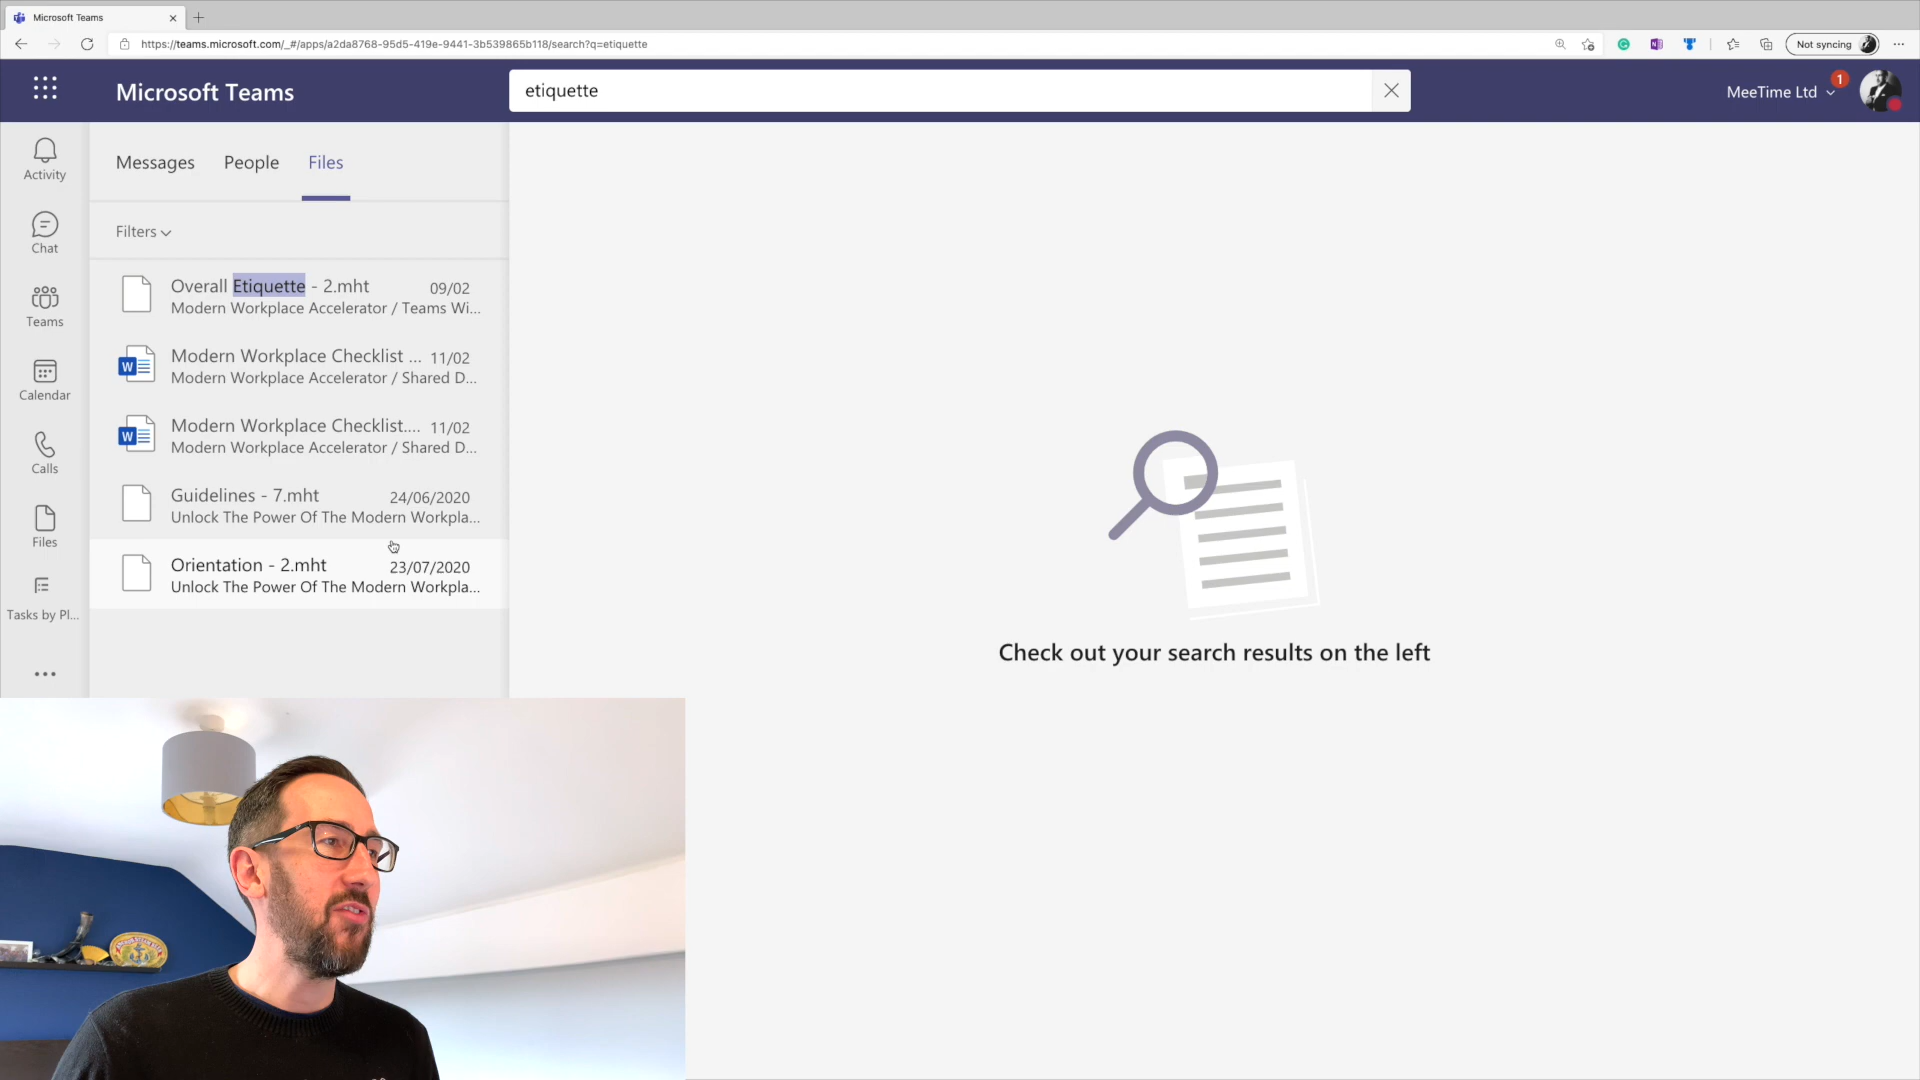 Microsoft Teams
https://teams.microsoft.com/_#/apps/a2da8768-95d5-419e-9441-3b539865b118/search?q=etiquette
Not syncing
Microsoft Teams
etiquette
MeeTime Ltd
1
Activity
Chat
Teams
Calendar
Calls
Files
Tasks by Pl...
Messages People Files
Filters
Overall Etiquette - 2.mht 09/02
Modern Workplace Accelerator / Teams Wi...
Modern Workplace Checklist ... 11/02
Modern Workplace Accelerator / Shared D...
Modern Workplace Checklist.... 11/02
Modern Workplace Accelerator / Shared D...
Guidelines - 7.mht 24/06/2020
Unlock The Power Of The Modern Workpla...
Orientation - 2.mht 23/07/2020
Unlock The Power Of The Modern Workpla...
W
W
Check out your search results on the left